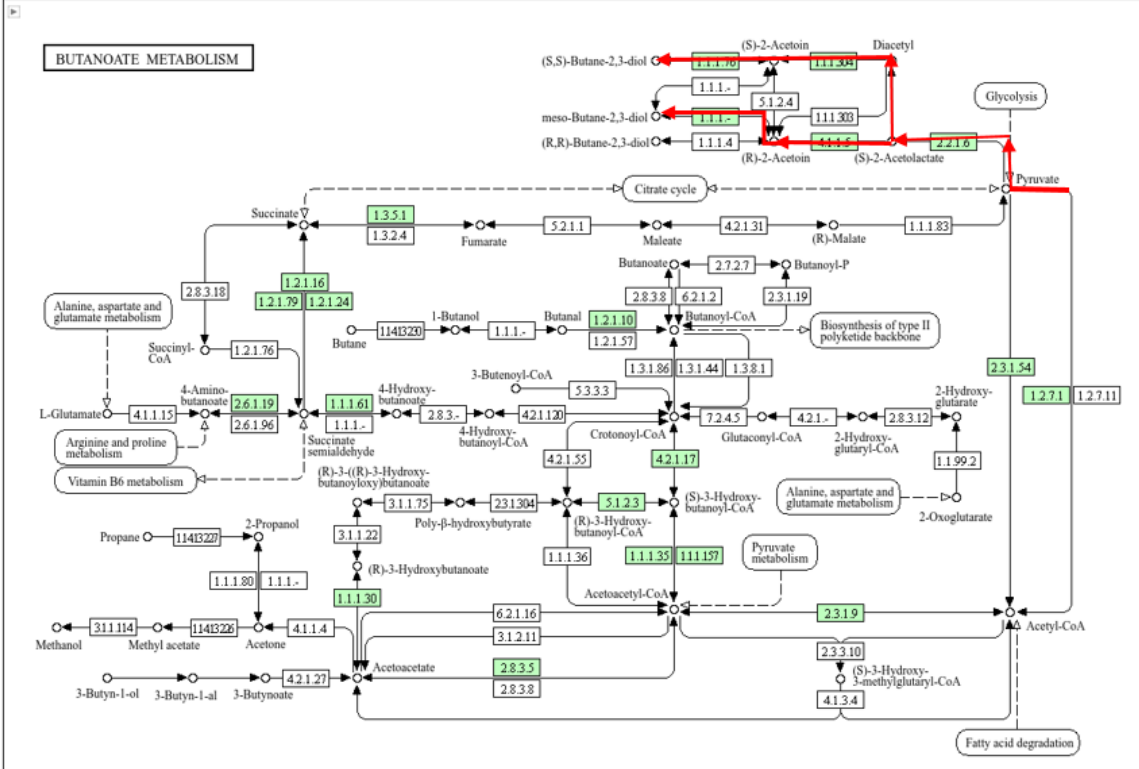 BUTANOATE METABOLISM
(S)-2-Acetoin
Diacetyl
(S,S)-Butane-2,3-diol
1.1.1.76
1.1.1.304
1.1.1.-
Glycolysis
5.1.2.4
meso-Butane-2,3-diol
1.1.1.-
1.1.1.303
(R,R)-Butane-2,3-diol
1.1.1.4
4.1.1.5
2.2.1.6
(R)-2-Acetoin
(S)-2-Acetolactate
Pyruvate
Citrate cycle
Succinate
1.3.5.1
1.3.2.4
Fumarate
5.2.1.1
Maleate
4.2.1.31
(R)-Malate
1.1.1.83
Butanoate
2.7.2.7
Butanoyl-P
1.2.1.16
2.8.3.18
1.2.1.79
1.2.1.24
2.8.3.8
6.2.1.2
2.3.1.19
Alanine, aspartate and
glutamate metabolism
1-Butanol
Butanal
1.2.1.10
Butanoyl-CoA
Butane
11413230
1.1.1.-
1.2.1.57
Biosynthesis of type II
polyketide backbone
Succinyl-
CoA
1.2.1.76
1.3.1.86
1.3.1.44
1.3.8.1
2.3.1.54
3-Butenoyl-CoA
5.3.3.3
4-Amino-
butanoate
4-Hydroxy-
butanoate
2-Hydroxy-
glutarate
1.2.7.1
1.2.7.11
L-Glutamate
4.1.1.15
2.6.1.19
2.6.1.96
1.1.1.61
1.1.1.-
2.8.3.-
4.2.1.120
7.2.4.5
4.2.1.-
2.8.3.12
Succinate
semialdehyde
4-Hydroxy-
butanoyl-CoA
Crotonoyl-CoA
Glutaconyl-CoA
2-Hydroxy-
glutaryl-CoA
Arginine and proline
metabolism
4.2.1.55
4.2.1.17
1.1.99.2
Vitamin B6 metabolism
(R)-3-((R)-3-Hydroxy-
butanoyloxy)butanoate
3.1.1.75
2.3.1.304
5.1.2.3
(S)-3-Hydroxy-
butanoyl-CoA
Alanine, aspartate and
glutamate metabolism
Poly-β-hydroxybutyrate
(R)-3-Hydroxy-
butanoyl-CoA
2-Oxoglutarate
2-Propanol
Propane
11413227
3.1.1.22
1.1.1.36
1.1.1.35
1.1.1.157
Pyruvate
metabolism
(R)-3-Hydroxybutanoate
1.1.1.80
1.1.1.-
1.1.1.30
Acetoacetyl-CoA
6.2.1.16
2.3.1.9
Acetyl-CoA
3.1.1.114
11413226
4.1.1.4
3.1.2.11
Methanol
Methyl acetate
Acetone
2.3.3.10
Acetoacetate
2.8.3.5
2.8.3.8
(S)-3-Hydroxy-
3-methylglutaryl-CoA
4.2.1.27
3-Butyn-1-ol
3-Butyn-1-al
3-Butynoate
4.1.3.4
Fatty acid degradation